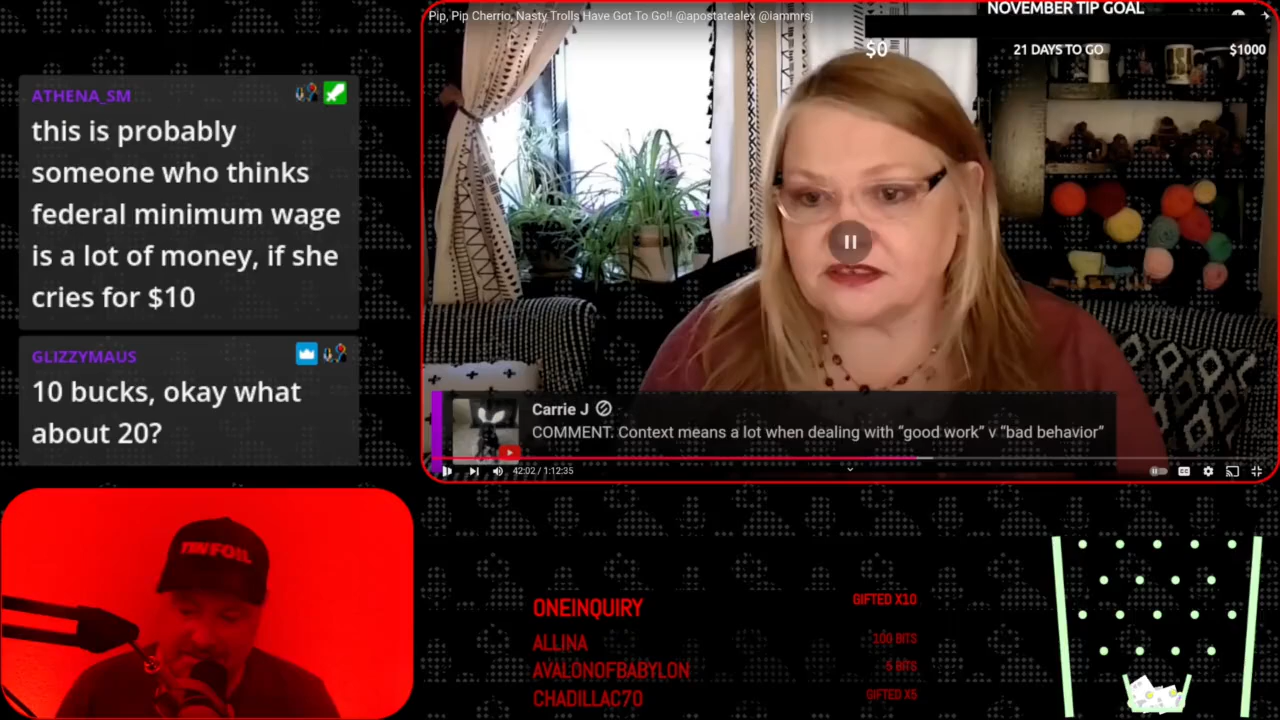 ATHENA_SM
this is probably
someone who thinks
federal minimum wage
is a lot of money, if she
cries for $10
GLIZZYMAUS
10 bucks, okay what
about 20?
Pip, Pip Cherrio, Nasty Trolls Have Got To Go!! @apostatealex @iammrsj
NOVEMBER TIP GOAL
$0
21 DAYS TO GO
$1000
Carrie J
COMMENT. Context means a lot when dealing with “good work” v “bad behavior”
42:02 / 1:12:35
CC
TINFOIL
ONEINQUIRY
GIFTED X10
ALLINA
100 BITS
AVALONOFBABYLON
5 BITS
CHADILLAC70
GIFTED X5